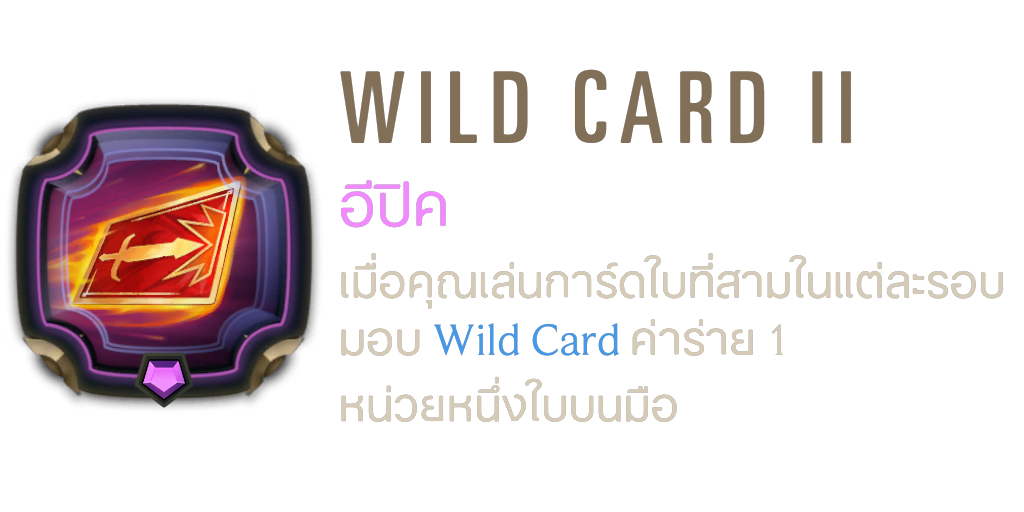 WILD CARD II
อีปิค
เมื่อคุณเล่นการ์ดใบที่สามในแต่ละรอบ
มอบ Wild Card ค่าร่าย 1
หน่วยหนึ่งใบบนมือ